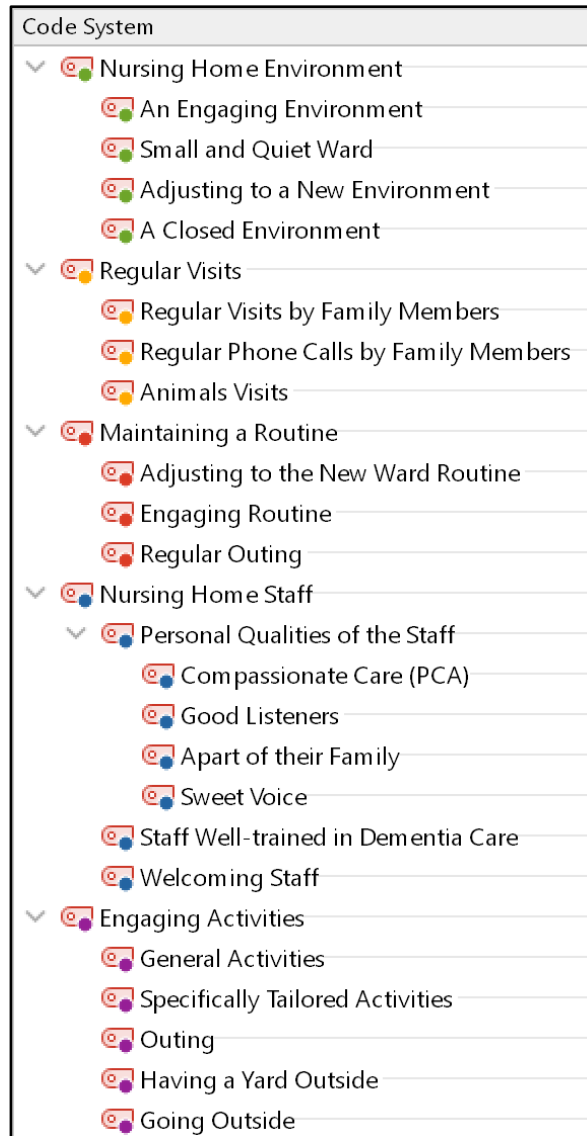 Code System
Nursing Home Environment
An Engaging Environment
Small and Quiet Ward
Adjusting to a New Environment
A Closed Environment
Regular Visits
Regular Visits by Family Members
Regular Phone Calls by Family Members
Animals Visits
Maintaining a Routine
Adjusting to the New Ward Routine
Engaging Routine
Regular Outing
Nursing Home Staff
Personal Qualities of the Staff
Compassionate Care (PCA)
Good Listeners
Apart of their Family
Sweet Voice
Staff Well-trained in Dementia Care
Welcoming Staff
Engaging Activities
General Activities
Specifically Tailored Activities
Outing
Having a Yard Outside
Going Outside